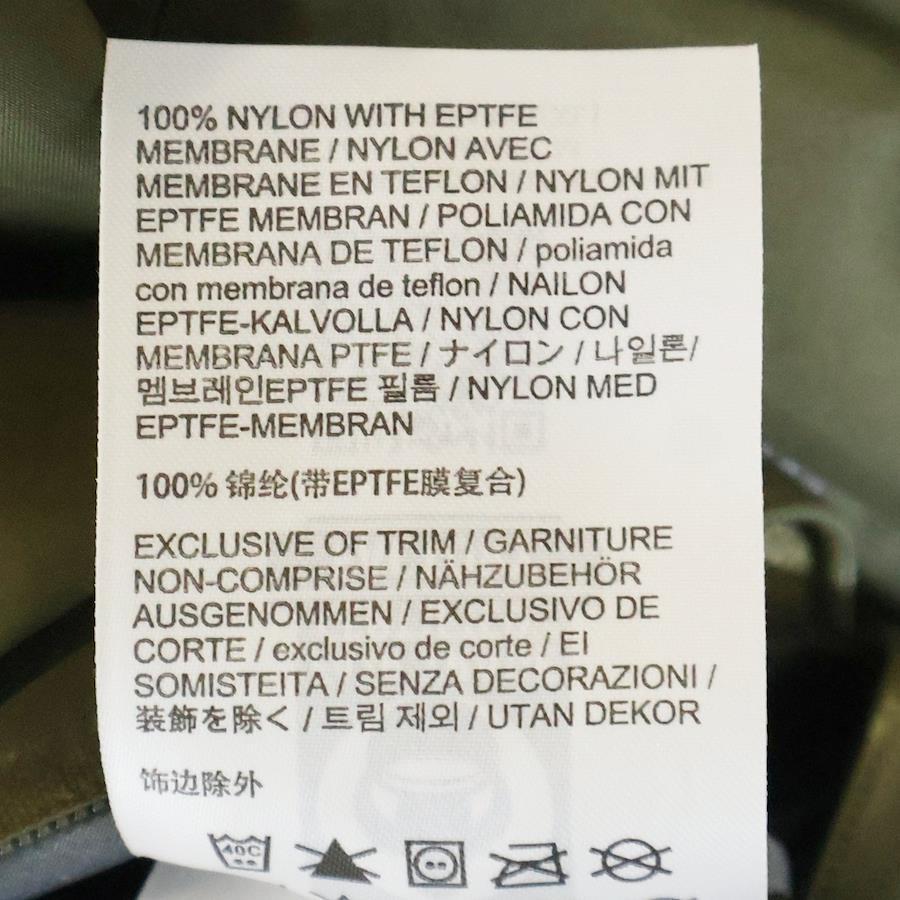 100% NYLON WITH EPTFE
MEMBRANE / NYLON AVEC
MEMBRANE EN TEFLON / NYLON MIT
EPTFE MEMBRAN / POLIAMIDA CON
MEMBRANA DE TEFLON / poliamida
con membrana de teflon / NAILON
EPTFE-KALVOLLA / NYLON CON
MEMBRANA PTFE / ナイロン / 나일론/
멤브레인EPTFE 필름 / NYLON MED
EPTFE-MEMBRAN
100% 锦纶(带EPTFE膜复合)
EXCLUSIVE OF TRIM / GARNITURE
NON-COMPRISE / NÄHZUBEHÖR
AUSGENOMMEN / EXCLUSIVO DE
CORTE / exclusivo de corte / EI
SOMISTEITA / SENZA DECORAZIONI /
装飾を除く / 트림 제외 / UTAN DEKOR
饰边除外
40C